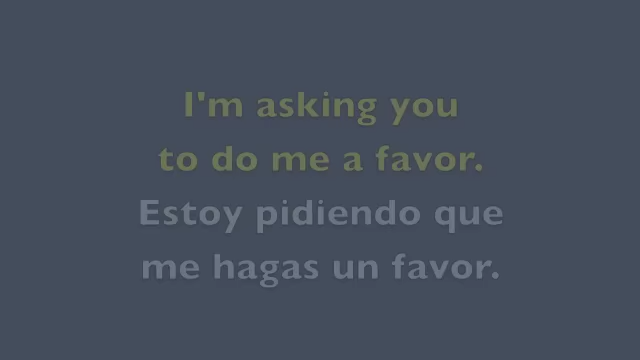 I'm asking you
to do me a favor.
Estoy pidiendo que
me hagas un favor.